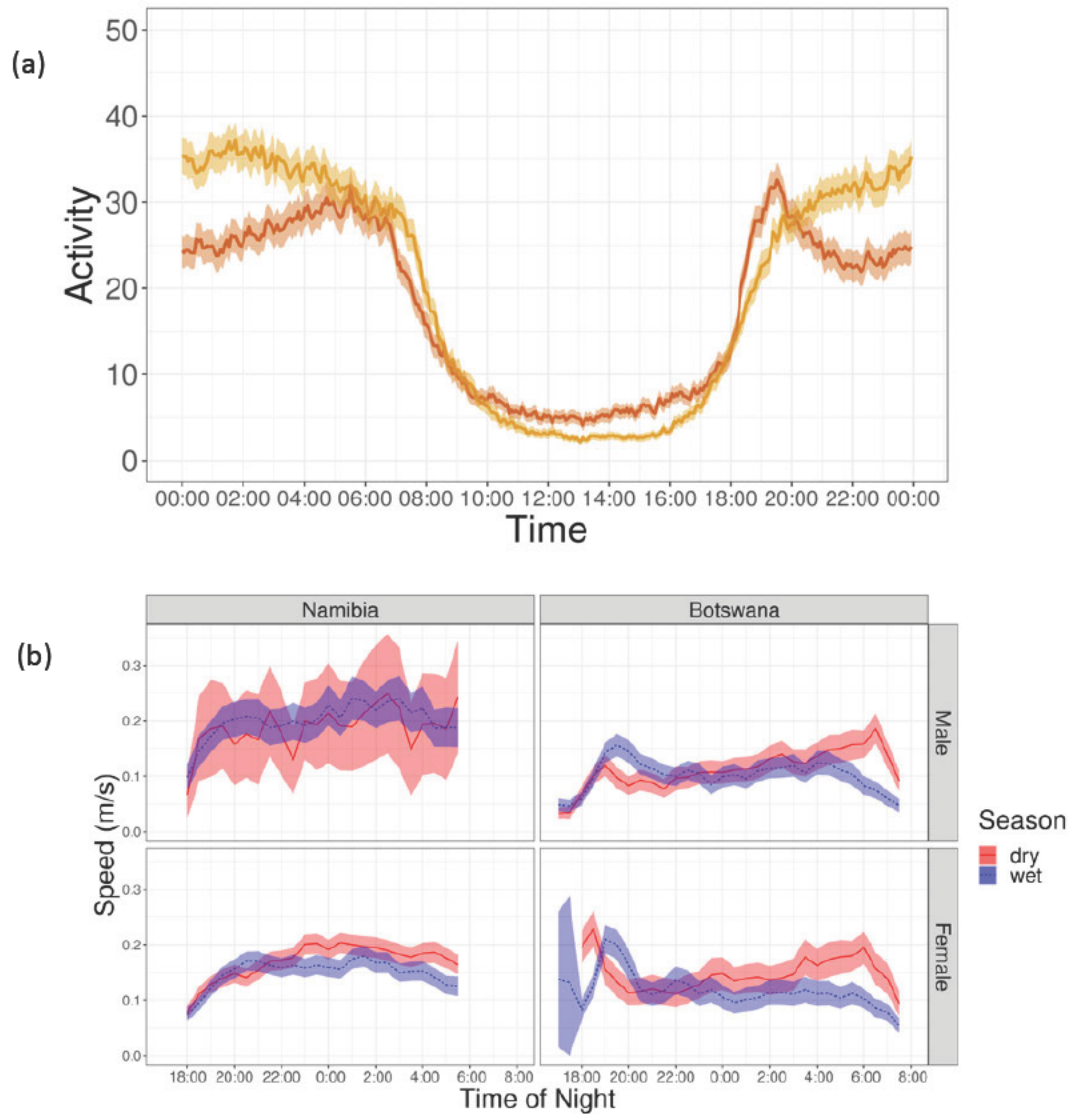 (a)
50
40
30
20
10
0
Activity
00:00 02:00 04:00 06:00 08:00 10:00 12:00 14:00 16:00 18:00 20:00 22:00 00:00
Time
(b)
Namibia
Botswana
0.3
0.2
0.1
0.0
Male
0.3
0.2
0.1
0.0
Female
Speed (m/s)
18:00 20:00 22:00 0:00 2:00 4:00 6:00 8:00
18:00 20:00 22:00 0:00 2:00 4:00 6:00 8:00
Time of Night
Season
dry
wet